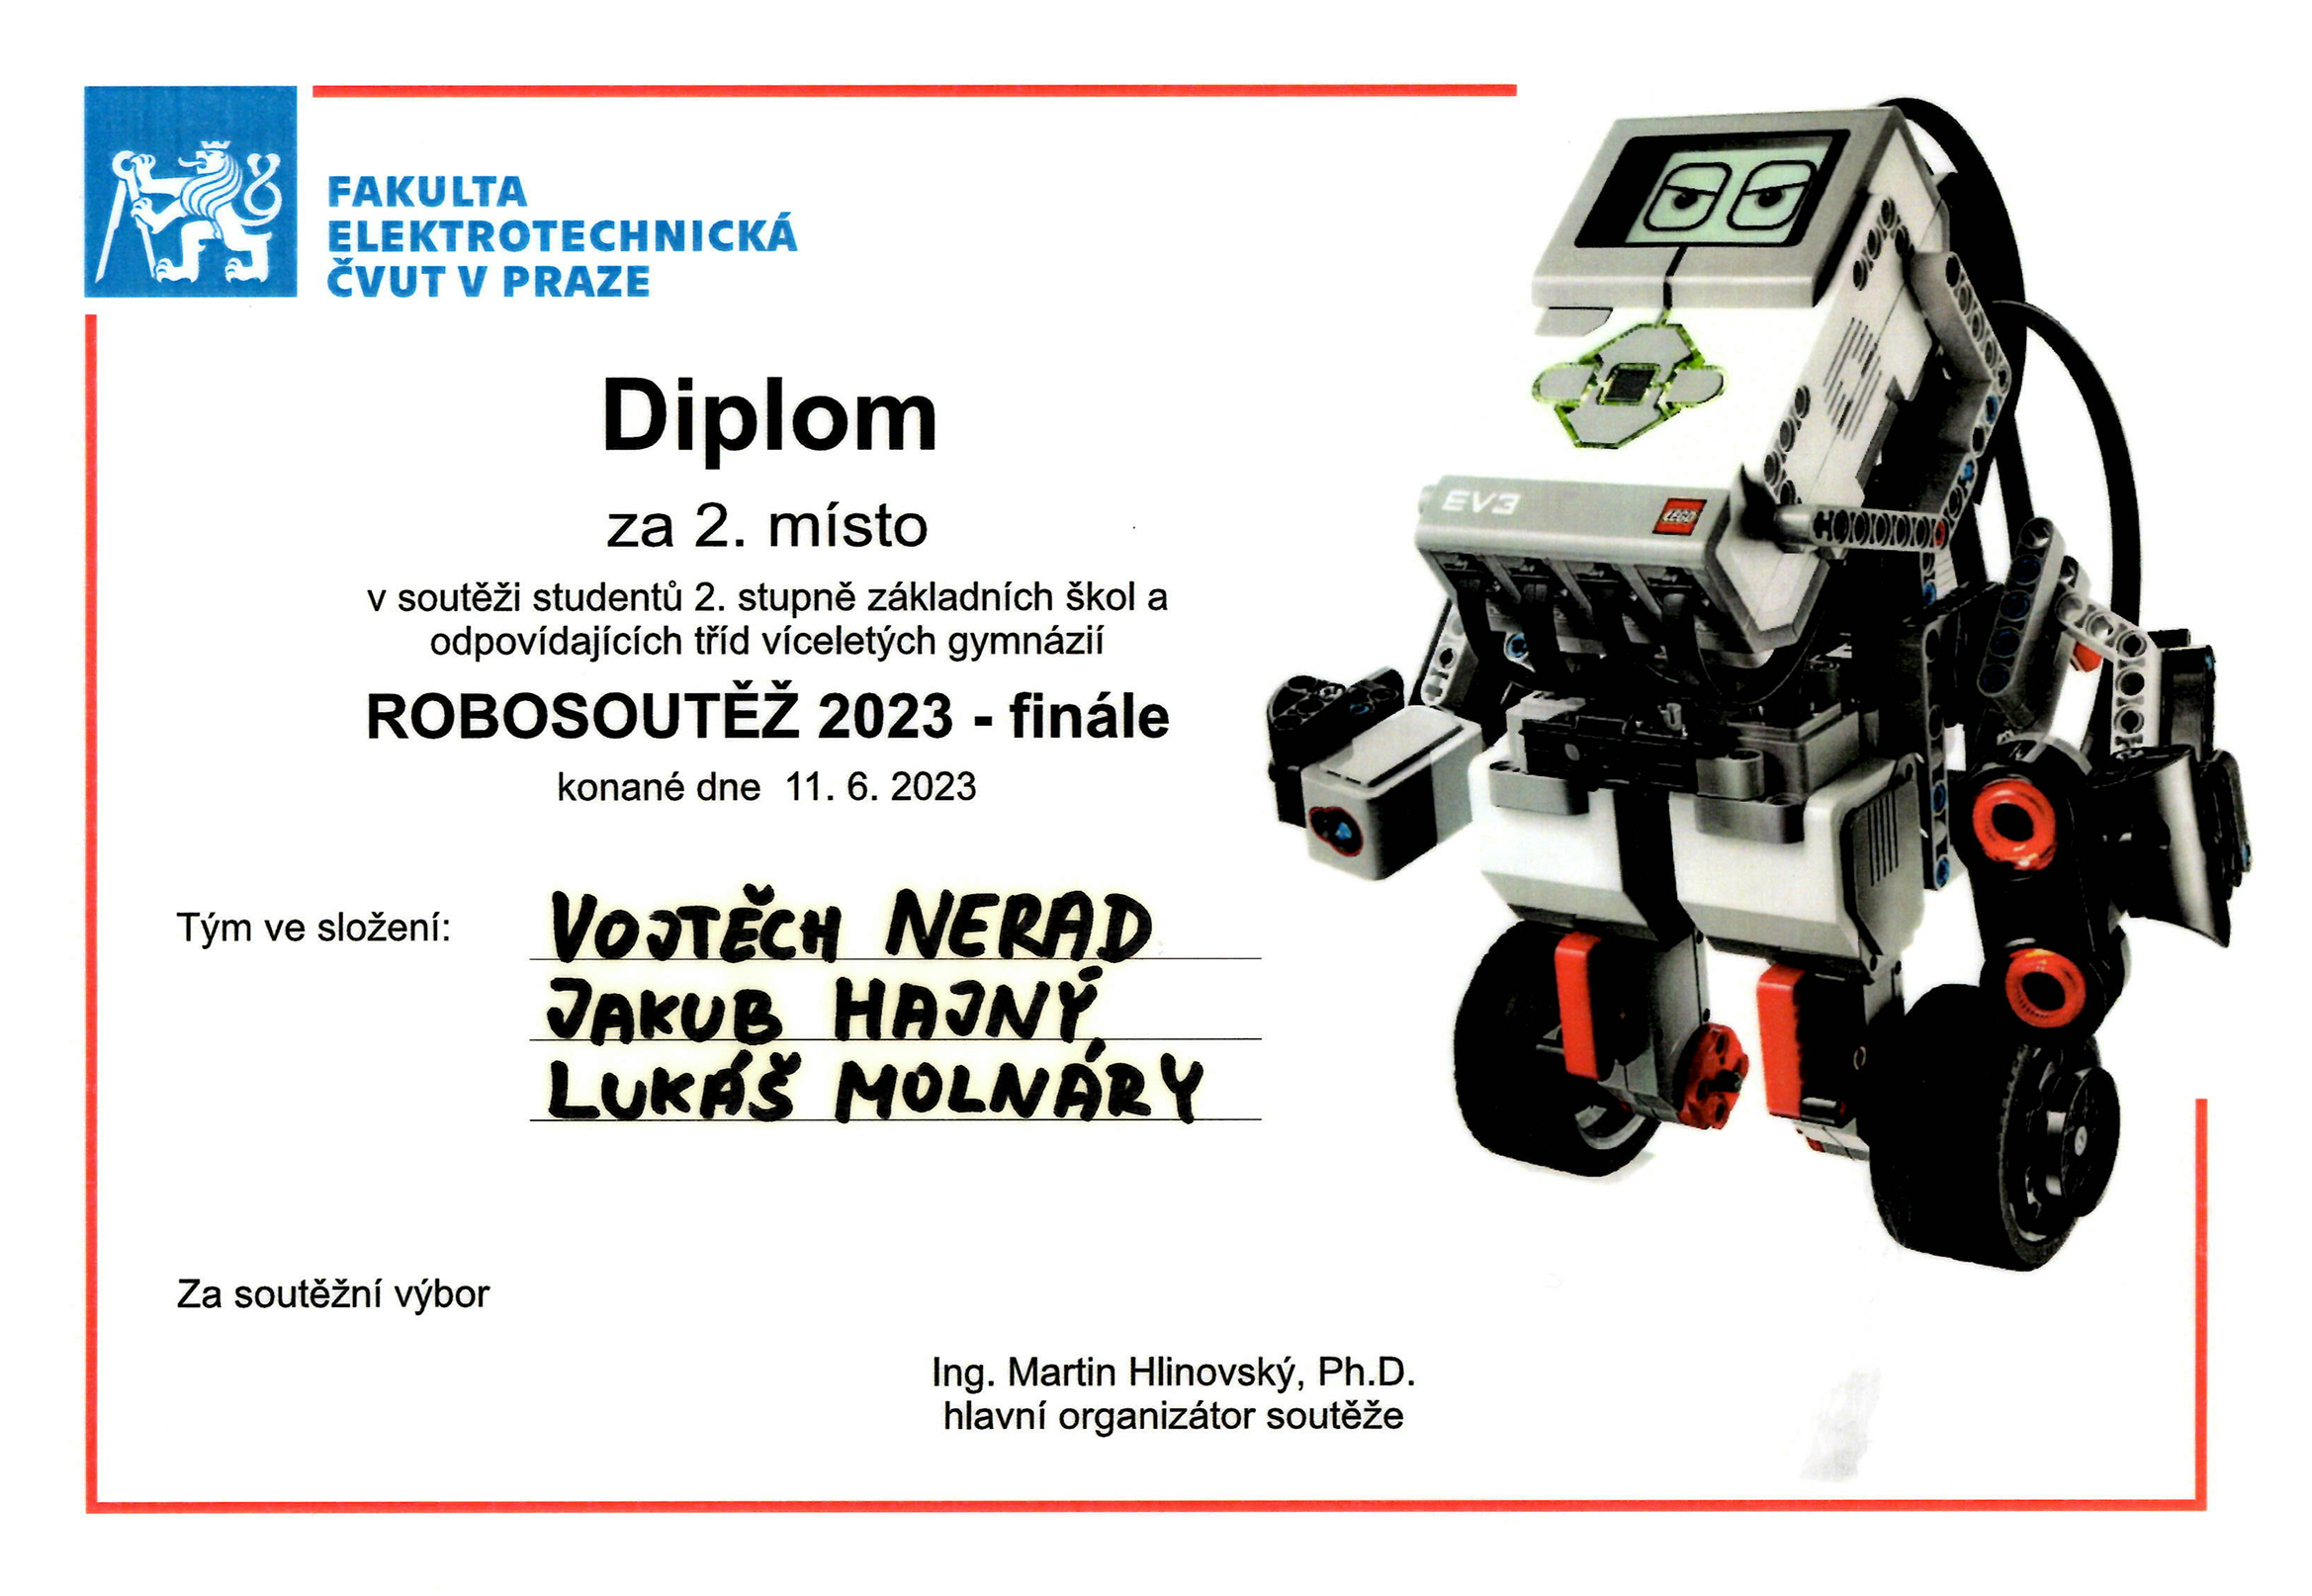 FAKULTA
ELEKTROTECHNICKÁ
ČVUT V PRAZE
Diplom
za 2. místo
v soutěži studentů 2. stupně základních škol a
odpovídajících tříd víceletých gymnázií
ROBOSOUTĚŽ 2023 - finále
konané dne 11. 6. 2023
Tým ve složení: VOJTĚCH NERAD
JAKUB HAJNÝ
LUKÁŠ MOLNÁRY
Za soutěžní výbor
Ing. Martin Hlinovský, Ph.D.
hlavní organizátor soutěže
EV3
LEGO